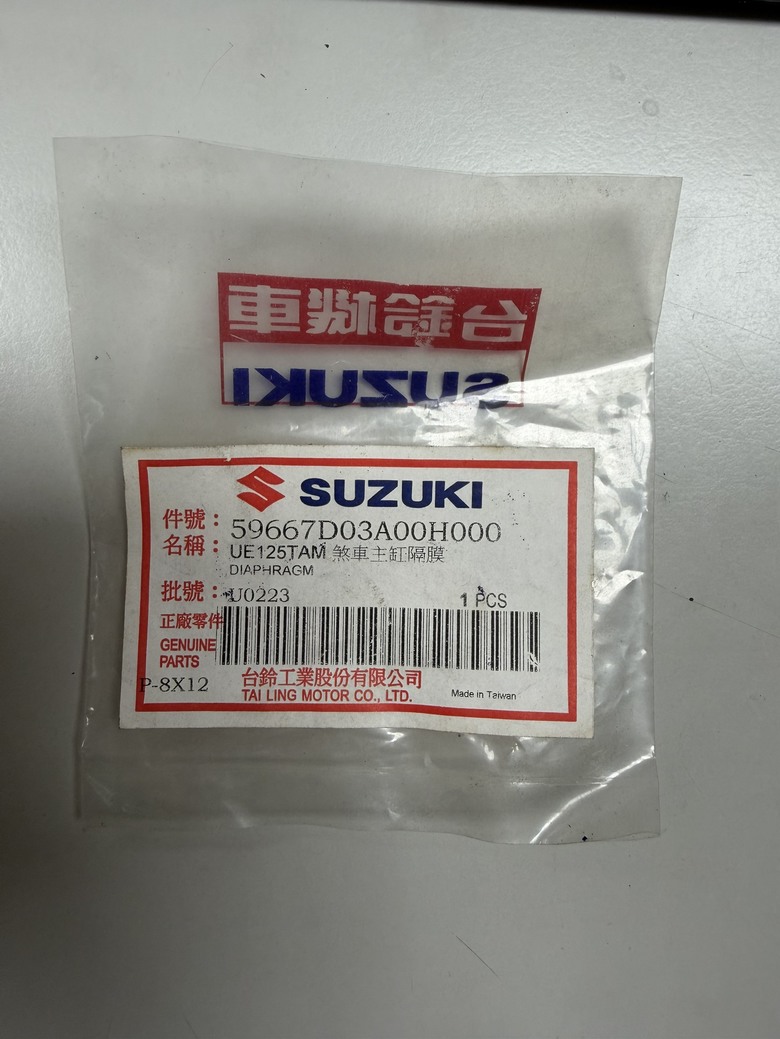 台鈴機車
SUZUKI
SUZUKI
件號：59667D03A00H000
名稱：UE125TAM 煞車主缸隔膜
DIAPHRAGM
批號：U0223
1 PCS
正廠零件
GENUINE
PARTS
P-8X12
台鈴工業股份有限公司
TAI LING MOTOR CO., LTD.
Made in Taiwan